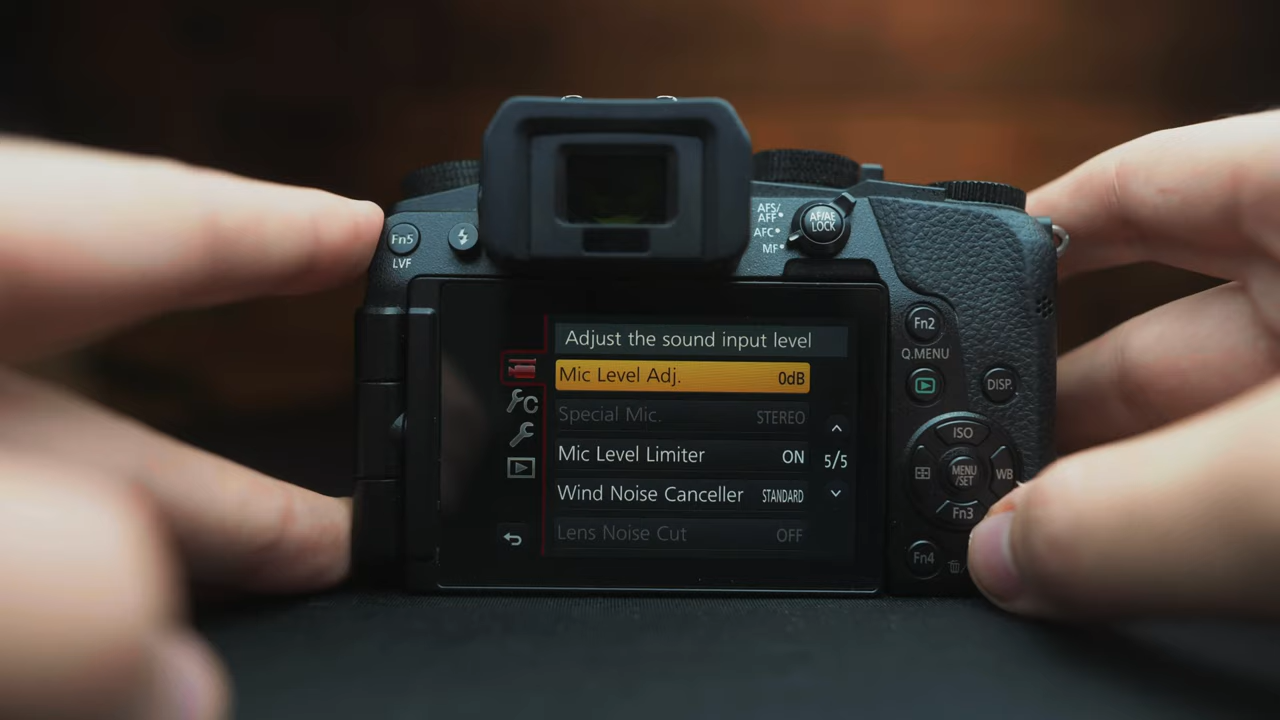 AFS/
AFF
AFC
MF
AF/AE
LOCK
Fn5
LVF
Fn2
Q.MENU
DISP.
ISO
MENU
/SET
WB
Fn3
Fn4
Adjust the sound input level
Mic Level Adj. 0dB
Special Mic. STEREO
Mic Level Limiter ON
5/5
Wind Noise Canceller STANDARD
Lens Noise Cut OFF
C